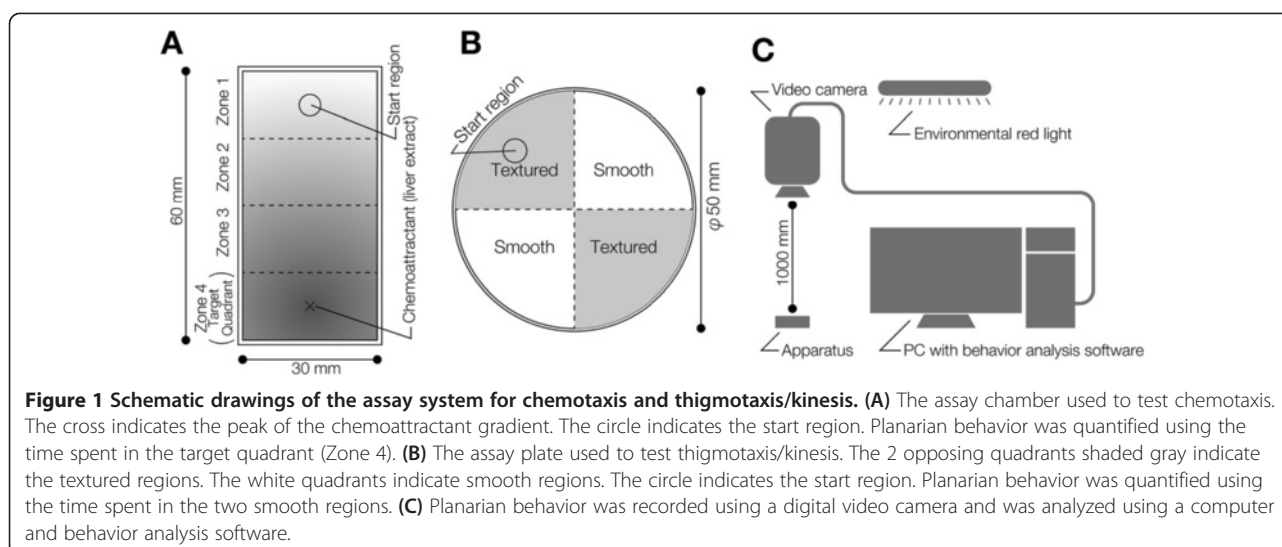 A
Zone 1
Zone 2
Zone 3
Zone 4
(Target
Quadrant)
60 mm
30 mm
Start region
Chemoattractant (liver extract)
B
Start region
Textured
Smooth
Smooth
Textured
φ50 mm
C
Video camera
Environmental red light
1000 mm
Apparatus
PC with behavior analysis software
Figure 1 Schematic drawings of the assay system for chemotaxis and thigmotaxis/kinesis. (A) The assay chamber used to test chemotaxis.
The cross indicates the peak of the chemoattractant gradient. The circle indicates the start region. Planarian behavior was quantified using the
time spent in the target quadrant (Zone 4). (B) The assay plate used to test thigmotaxis/kinesis. The 2 opposing quadrants shaded gray indicate
the textured regions. The white quadrants indicate smooth regions. The circle indicates the start region. Planarian behavior was quantified using
the time spent in the two smooth regions. (C) Planarian behavior was recorded using a digital video camera and was analyzed using a computer
and behavior analysis software.